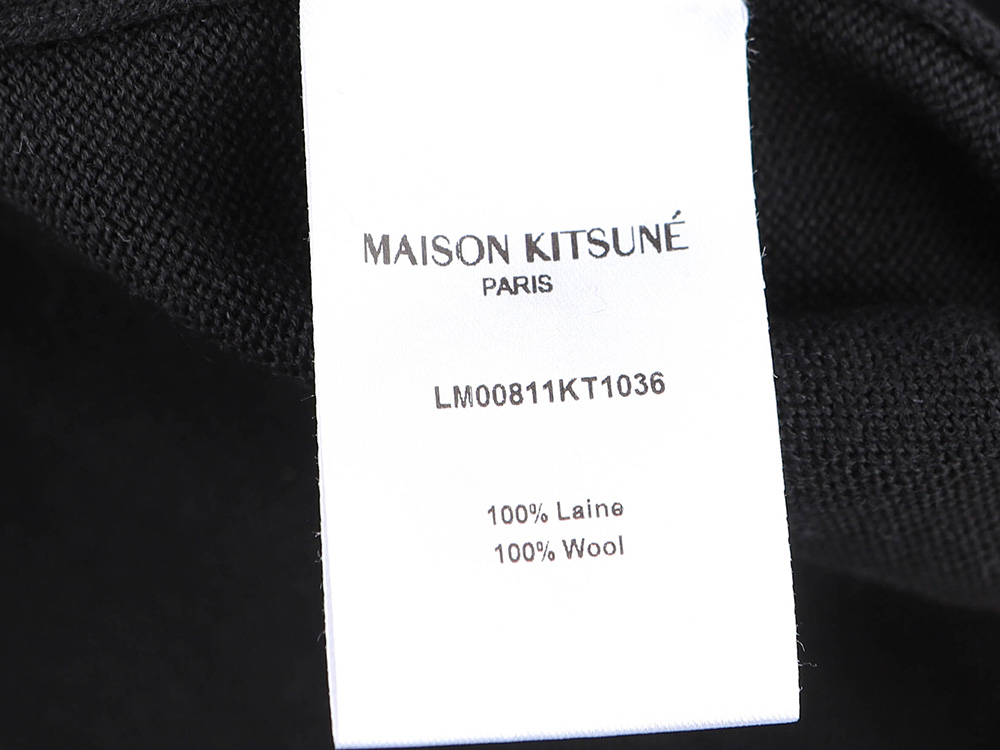 MAISON KITSUNÉ
PARIS
LM00811KT1036
100% Laine
100% Wool